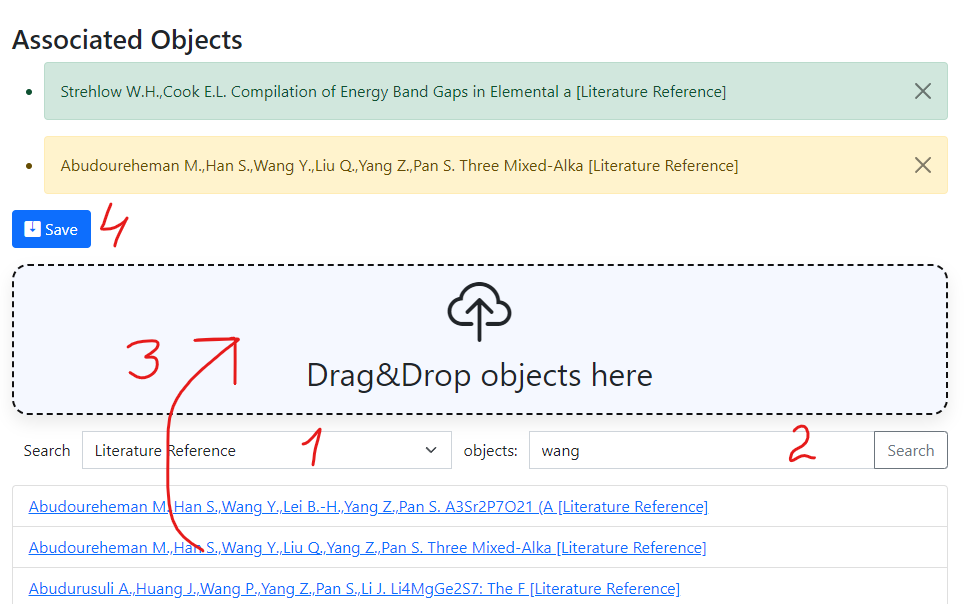 Associated Objects
Strehlow W.H.,Cook E.L. Compilation of Energy Band Gaps in Elemental a [Literature Reference]
Abudoureheman M.,Han S.,Wang Y.,Liu Q.,Yang Z.,Pan S. Three Mixed-Alka [Literature Reference]
Save 4
3
Drag&Drop objects here
Search Literature Reference 1 objects: wang 2 Search
Abudoureheman M.,Han S.,Wang Y.,Lei B.-H.,Yang Z.,Pan S. A3Sr2P7O21 (A [Literature Reference]
Abudoureheman M.,Han S.,Wang Y.,Liu Q.,Yang Z.,Pan S. Three Mixed-Alka [Literature Reference]
Abudurusuli A.,Huang J.,Wang P.,Yang Z.,Pan S.,Li J. Li4MgGe2S7: The F [Literature Reference]